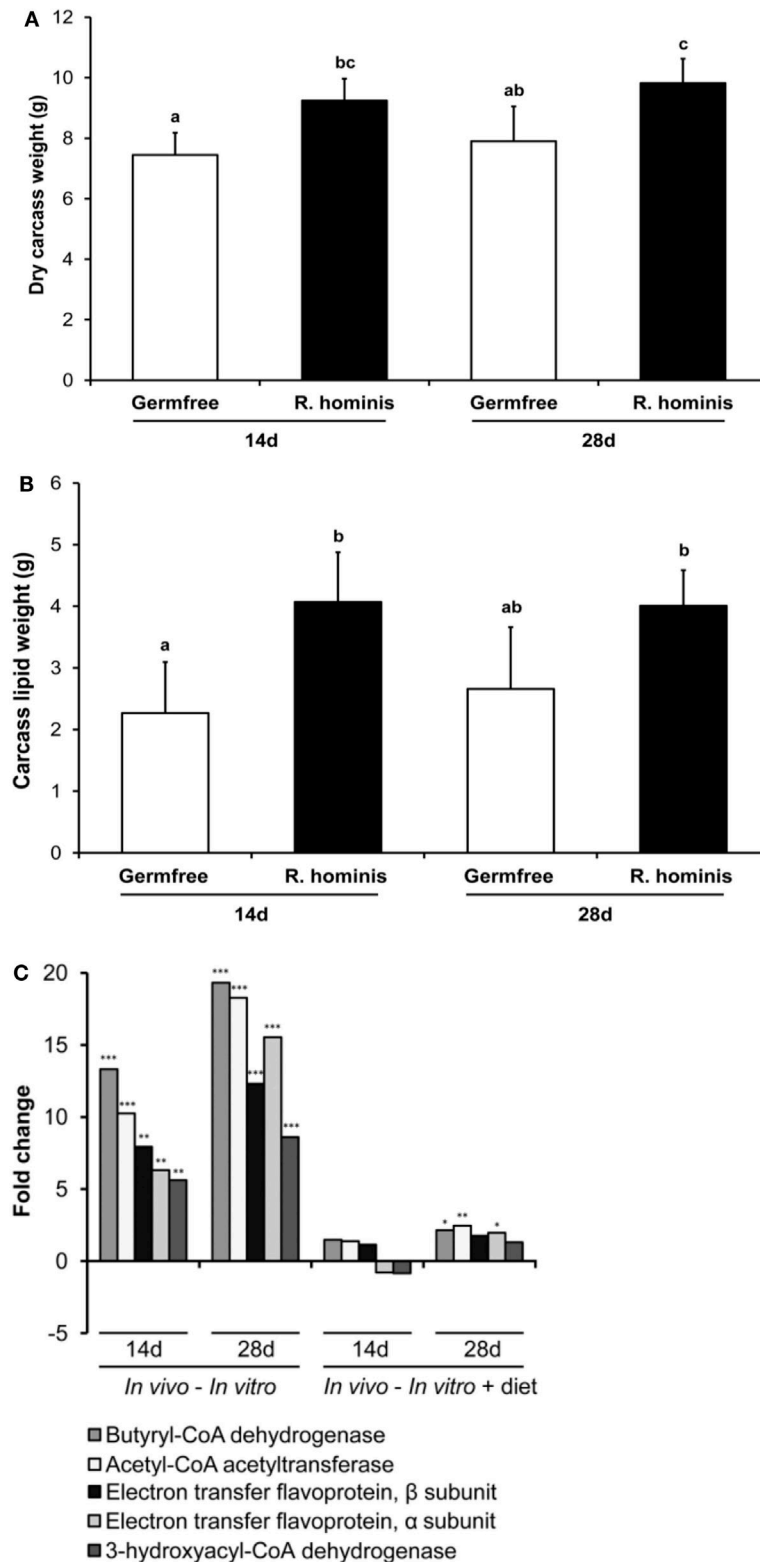 A
Dry carcass weight (g)
12
10
8
6
4
2
0
a
bc
ab
c
Germfree R. hominis Germfree R. hominis
14d 28d
B
Carcass lipid weight (g)
6
5
4
3
2
1
0
a
b
ab
b
Germfree R. hominis Germfree R. hominis
14d 28d
C
Fold change
20
15
10
5
0
-5
***
***
**
**
**
***
***
***
***
***
*
**
*
14d 28d 14d 28d
In vivo - In vitro In vivo - In vitro + diet
Butyryl-CoA dehydrogenase
Acetyl-CoA acetyltransferase
Electron transfer flavoprotein, β subunit
Electron transfer flavoprotein, α subunit
3-hydroxyacyl-CoA dehydrogenase